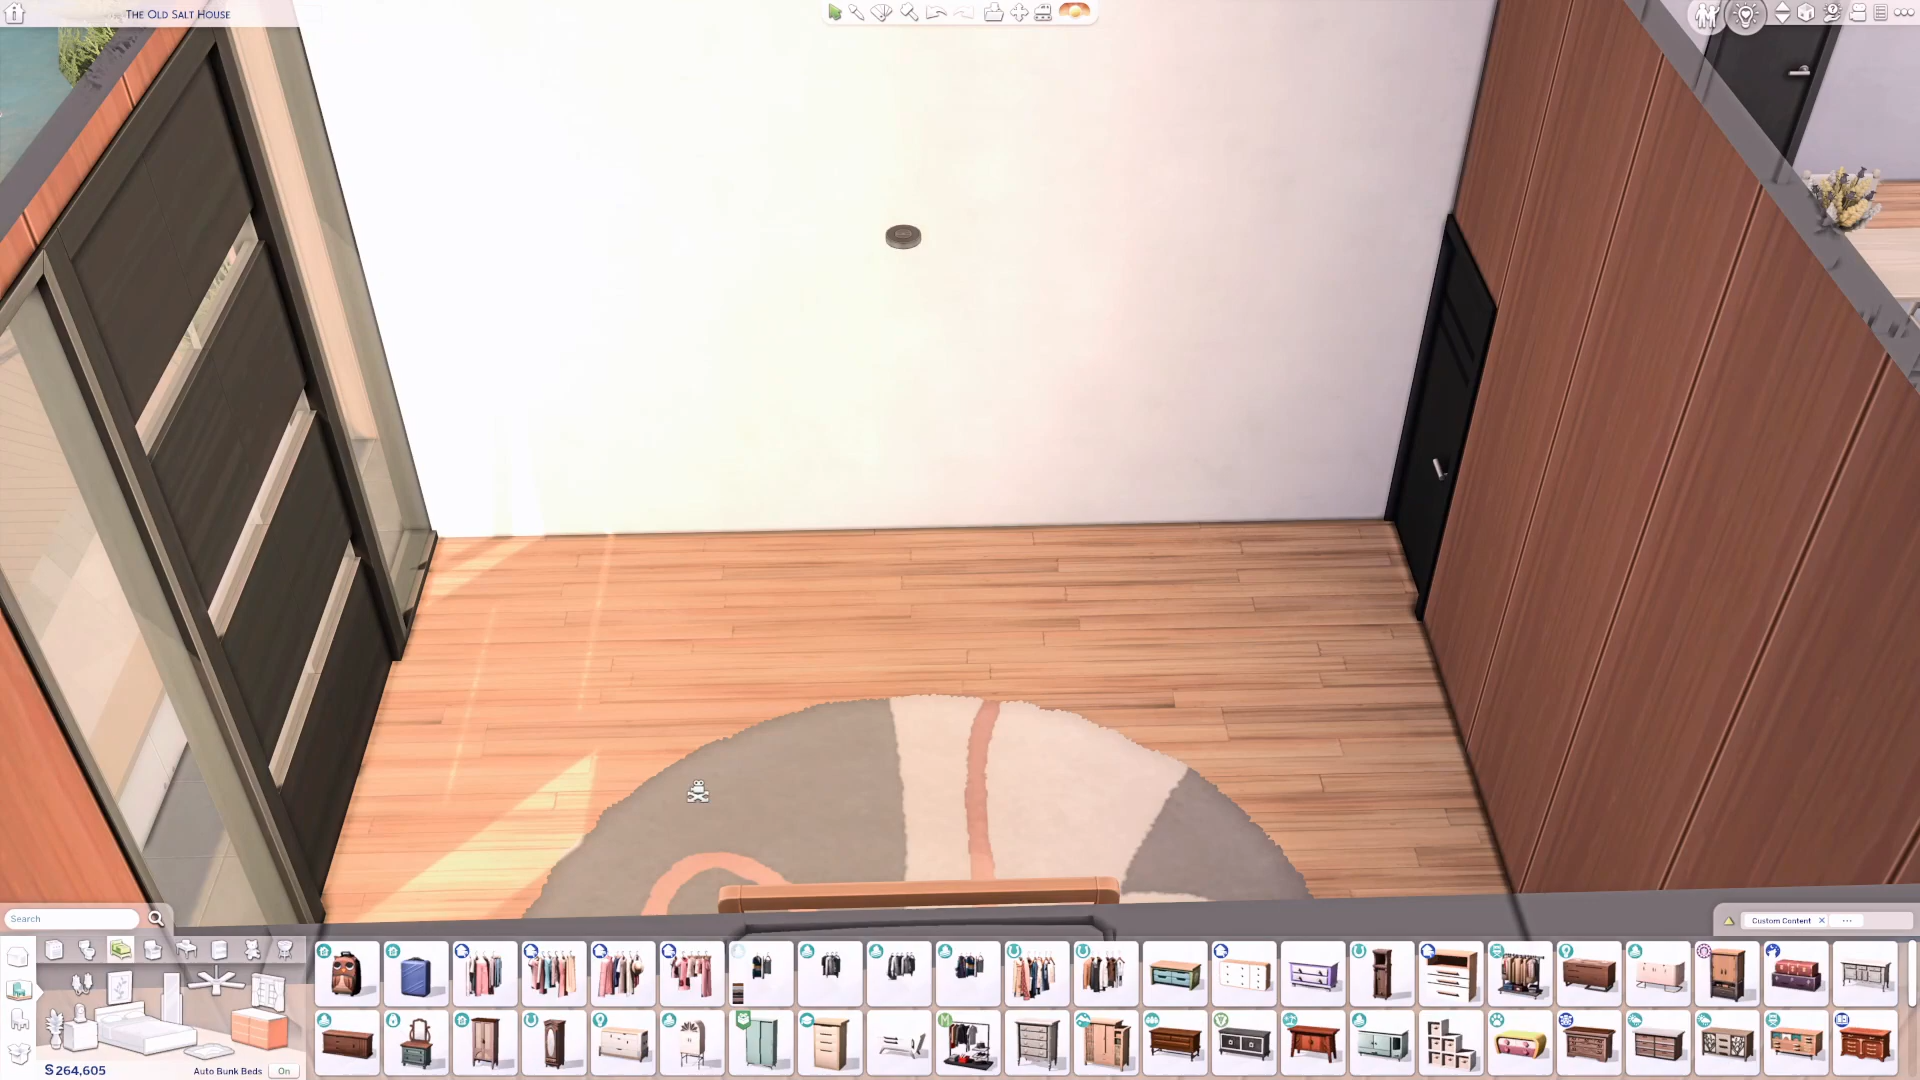 THE OLD SALT HOUSE
Search
Custom Content ×
...
§264,605
Auto Bunk Beds On